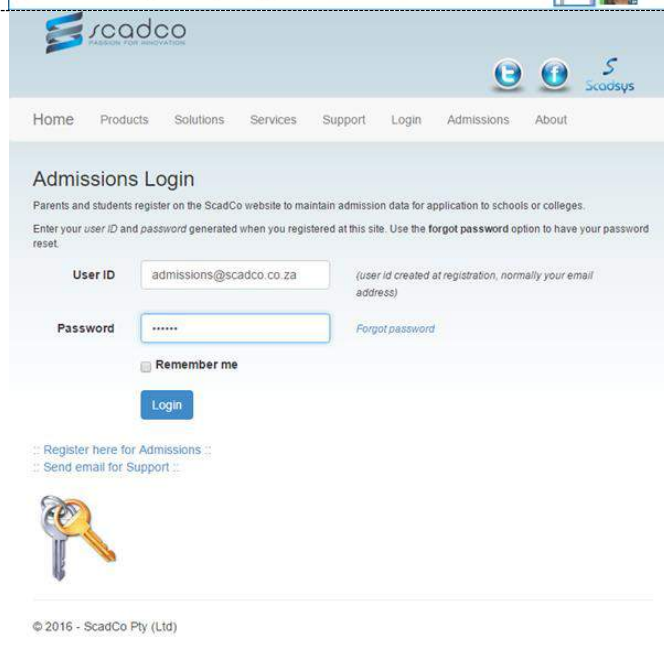 scadco
PASSION FOR INNOVATION
S
Scadsys
Home Products Solutions Services Support Login Admissions About
Admissions Login
Parents and students register on the ScadCo website to maintain admission data for application to schools or colleges.
Enter your user ID and password generated when you registered at this site. Use the forgot password option to have your password
reset.
User ID admissions@scadco.co.za (user id created at registration, normally your email
address)
Password •••••• Forgot password
Remember me
Login
:: Register here for Admissions ::
:: Send email for Support ::
© 2016 - ScadCo Pty (Ltd)